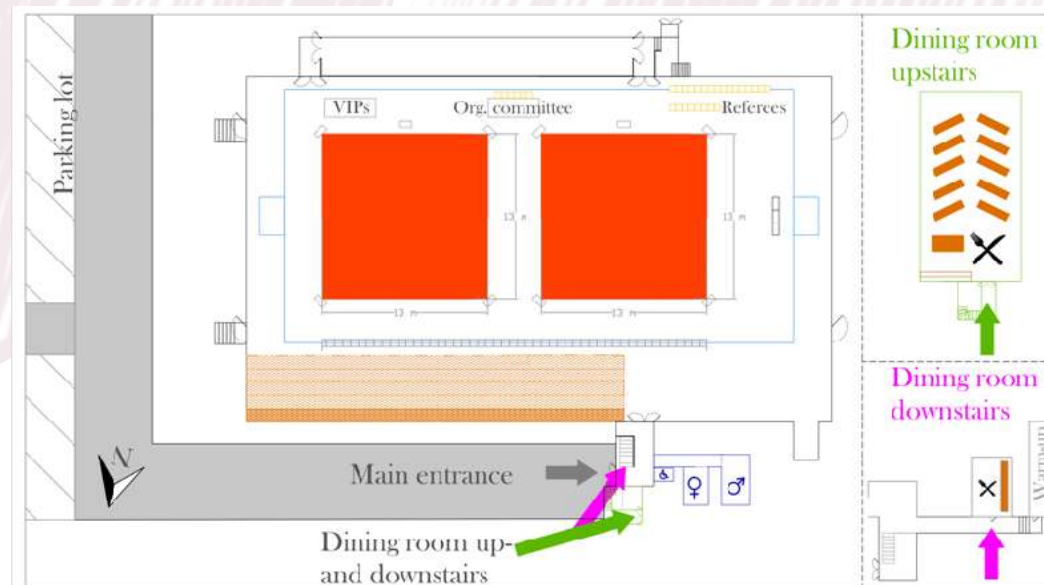 Parking lot
VIPs
Org. committee
Referees
13 m
13 m
13 m
13 m
Main entrance
N
Dining room up-
and downstairs
Dining room
upstairs
Dining room
downstairs